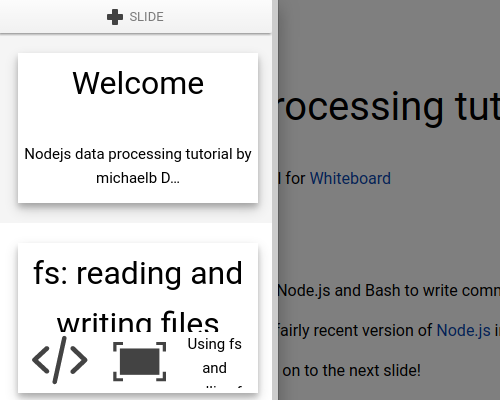 SLIDE
Welcome
Nodejs data processing tutorial by
michaelb D...
rocessing tut
l for Whiteboard
Node.js and Bash to write comm
fairly recent version of Node.js i
on to the next slide!
fs: reading and
writing files
Using fs
and